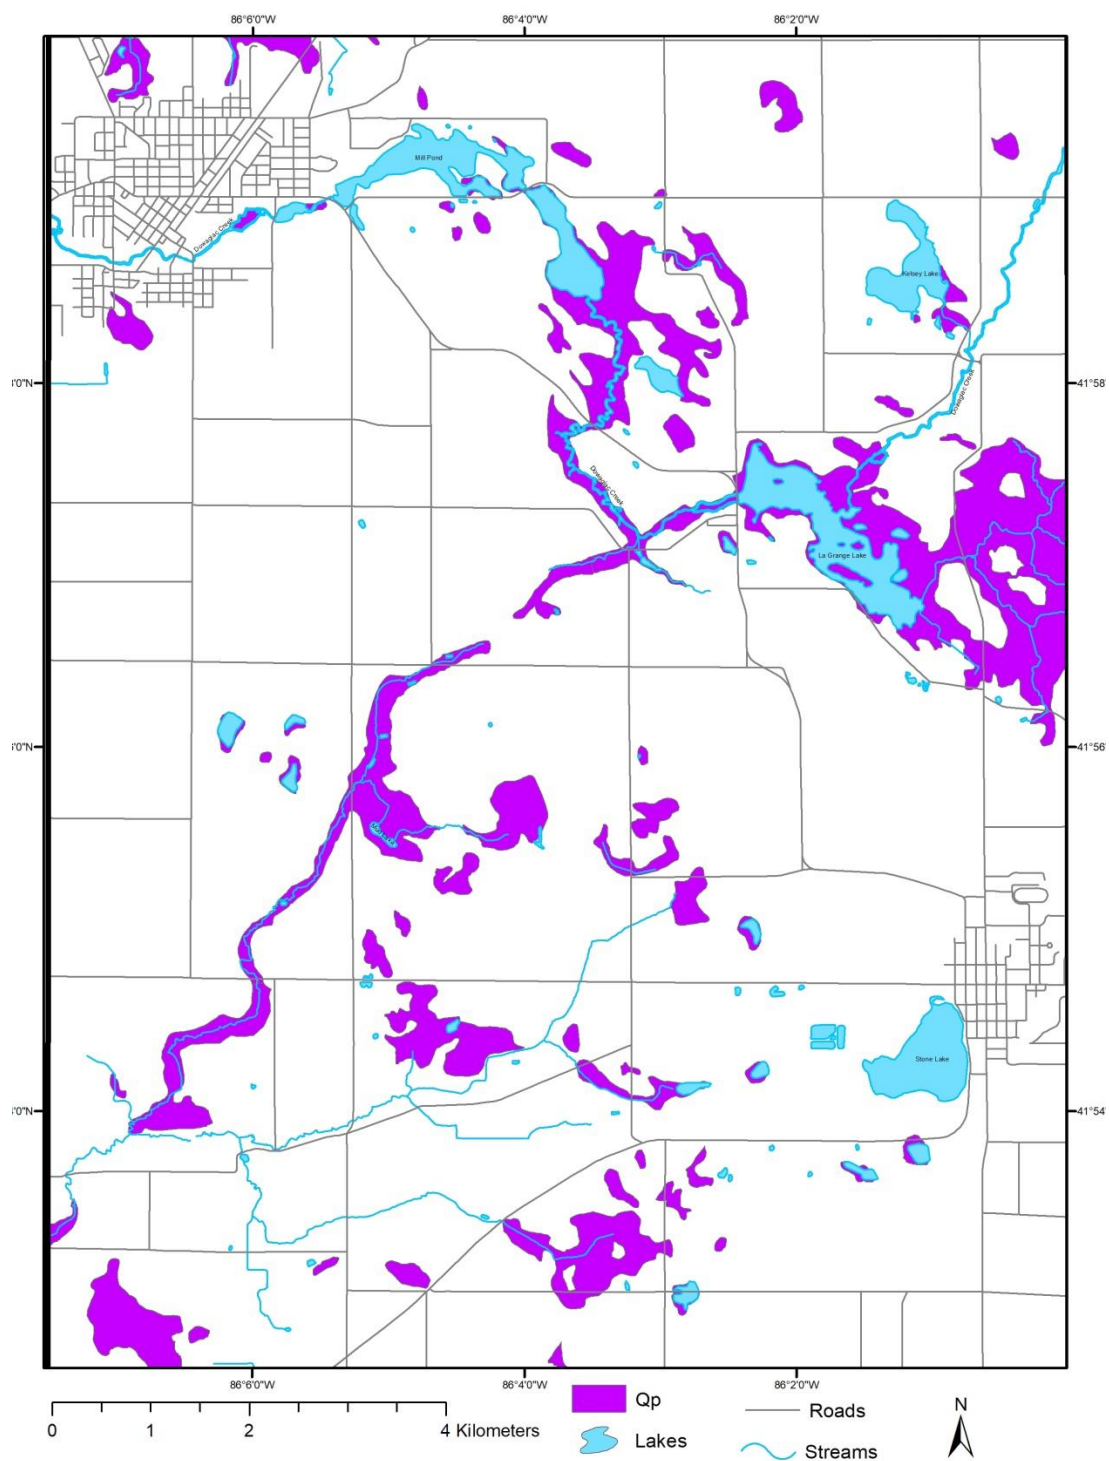 86°6'0"W 86°4'0"W 86°2'0"W
Mill Pond
Dowagiac Creek
Kelsey Lake
41°58'
Dowagiac Creek
Dowagiac Creek
La Grange Lake
41°56'
Stone Lake
41°54'
86°6'0"W 86°4'0"W 86°2'0"W
0 1 2 4 Kilometers
Qp
Lakes
Roads
Streams
N